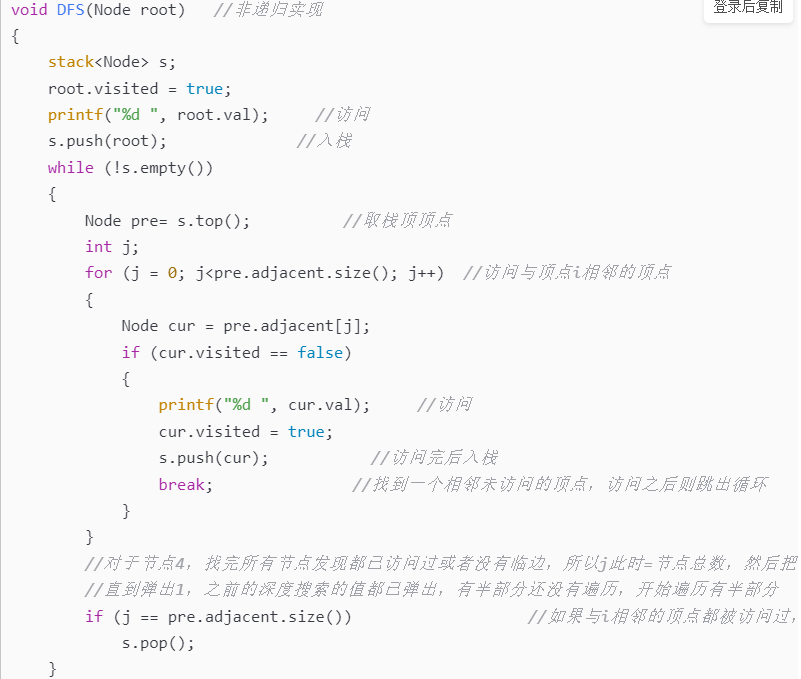 登录后复制
void DFS(Node root)   //非递归实现
{
    stack<Node> s;
    root.visited = true;
    printf("%d ", root.val);     //访问
    s.push(root);              //入栈
    while (!s.empty())
    {
        Node pre= s.top();          //取栈顶顶点
        int j;
        for (j = 0; j<pre.adjacent.size(); j++)  //访问与顶点i相邻的顶点
        {
            Node cur = pre.adjacent[j];
            if (cur.visited == false)
            {
                printf("%d ", cur.val);     //访问
                cur.visited = true;
                s.push(cur);           //访问完后入栈
                break;               //找到一个相邻未访问的顶点，访问之后则跳出循环
            }
        }
        //对于节点4，找完所有节点发现都已访问过或者没有临边，所以j此时=节点总数，然后把
        //直到弹出1，之前的深度搜索的值都已弹出，有半部分还没有遍历，开始遍历有半部分
        if (j == pre.adjacent.size())                   //如果与i相邻的顶点都被访问过，
            s.pop();
    }